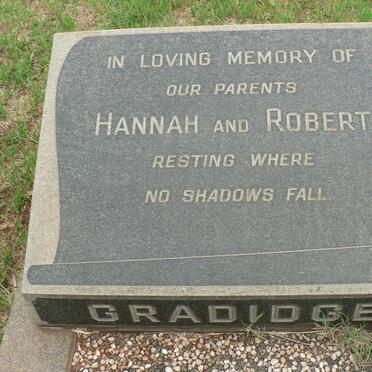 IN LOVING MEMORY OF
OUR PARENTS
HANNAH AND ROBERT
RESTING WHERE
NO SHADOWS FALL
GRADIDGE